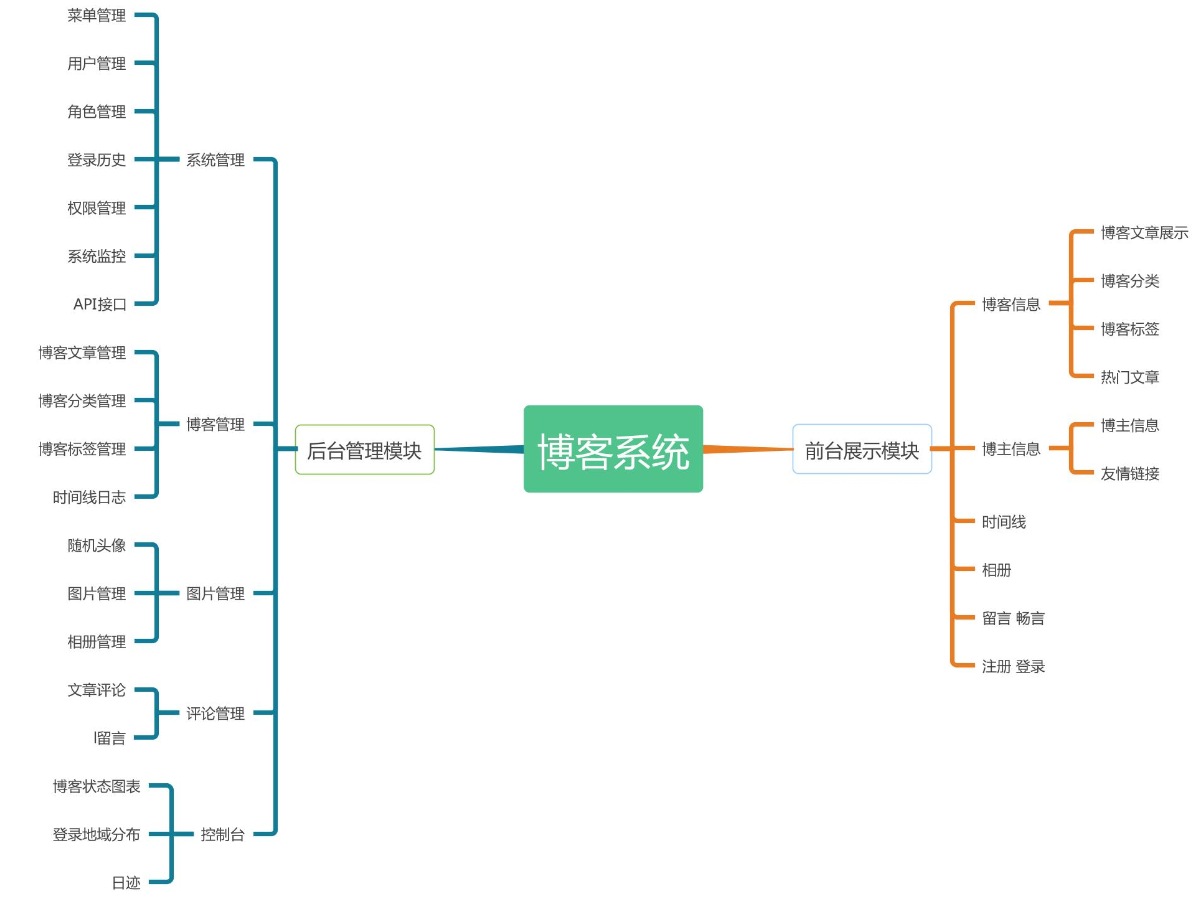 博客系统
后台管理模块
系统管理
菜单管理
用户管理
角色管理
登录历史
权限管理
系统监控
API接口
博客管理
博客文章管理
博客分类管理
博客标签管理
时间线日志
图片管理
随机头像
图片管理
相册管理
评论管理
文章评论
l留言
控制台
博客状态图表
登录地域分布
日迹
前台展示模块
博客信息
博客文章展示
博客分类
博客标签
热门文章
博主信息
博主信息
友情链接
时间线
相册
留言 畅言
注册 登录